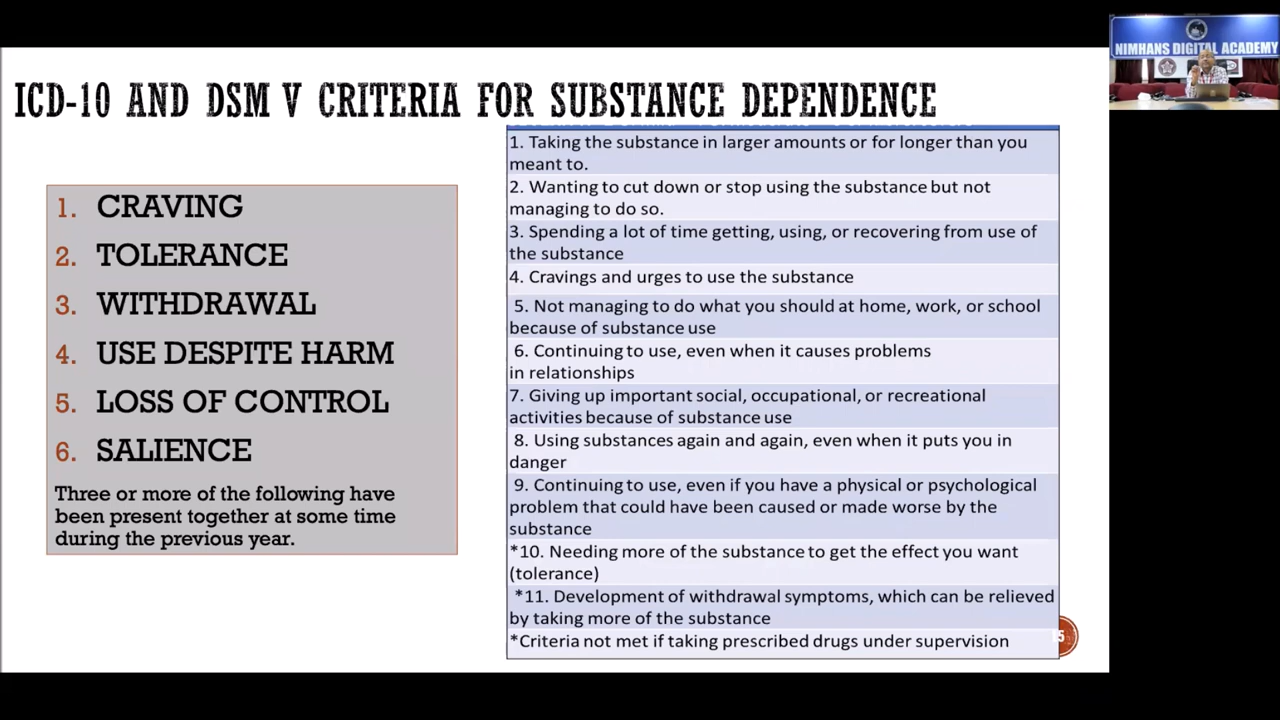 ICD-10 AND DSM V CRITERIA FOR SUBSTANCE DEPENDENCE
1. CRAVING
2. TOLERANCE
3. WITHDRAWAL
4. USE DESPITE HARM
5. LOSS OF CONTROL
6. SALIENCE
Three or more of the following have
been present together at some time
during the previous year.
1. Taking the substance in larger amounts or for longer than you
meant to.
2. Wanting to cut down or stop using the substance but not
managing to do so.
3. Spending a lot of time getting, using, or recovering from use of
the substance
4. Cravings and urges to use the substance
5. Not managing to do what you should at home, work, or school
because of substance use
6. Continuing to use, even when it causes problems
in relationships
7. Giving up important social, occupational, or recreational
activities because of substance use
8. Using substances again and again, even when it puts you in
danger
9. Continuing to use, even if you have a physical or psychological
problem that could have been caused or made worse by the
substance
*10. Needing more of the substance to get the effect you want
(tolerance)
*11. Development of withdrawal symptoms, which can be relieved
by taking more of the substance
*Criteria not met if taking prescribed drugs under supervision
15
NIMHANS DIGITAL ACADEMY